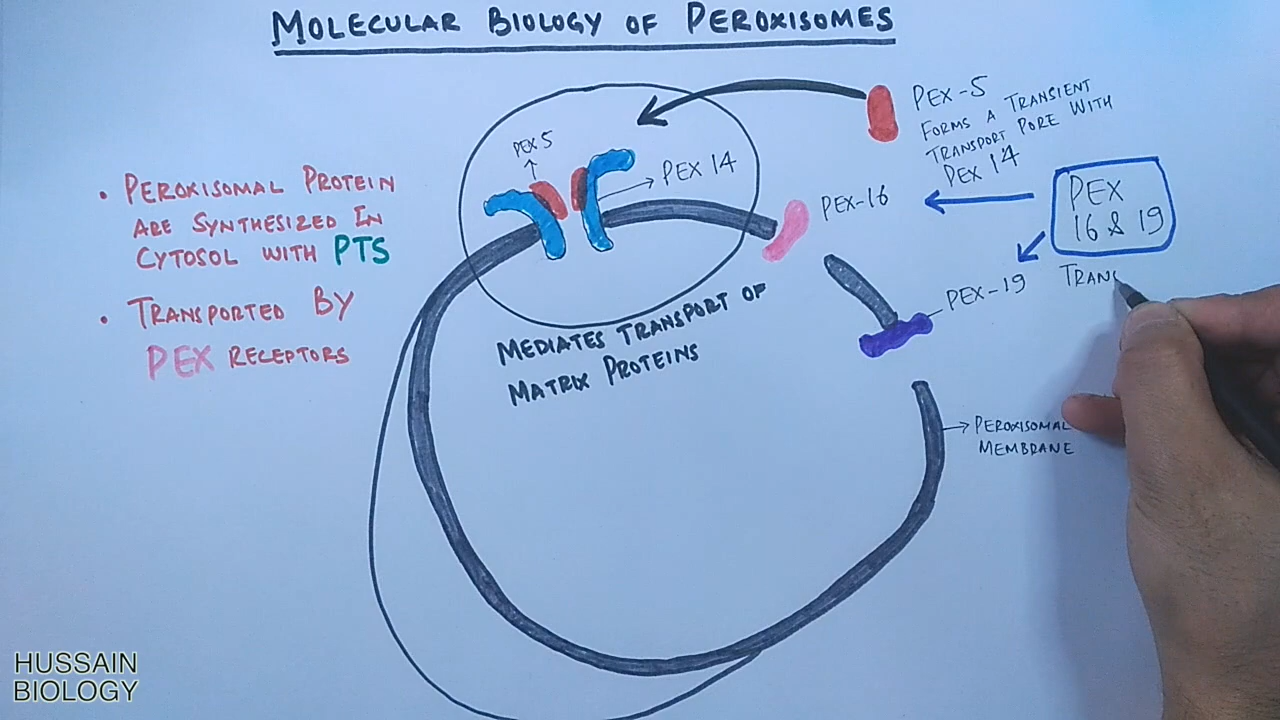 MOLECULAR BIOLOGY OF PEROXISOMES
• PEROXISOMAL PROTEIN
ARE SYNTHESIZED IN
CYTOSOL WITH PTS
• TRANSPORTED BY
PEX RECEPTORS
PEX 5
PEX 14
MEDIATES TRANSPORT OF
MATRIX PROTEINS
PEX-5
FORMS A TRANSIENT
TRANSPORT PORE WITH
PEX 14
PEX-16
PEX
16 & 19
TRANS
PEX-19
PEROXISOMAL
MEMBRANE
HUSSAIN
BIOLOGY